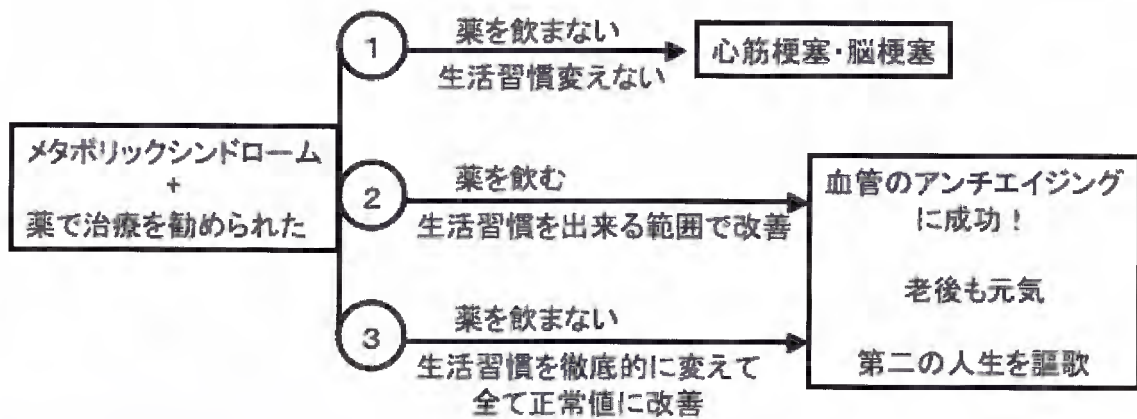 メタボリックシンドローム
+
薬で治療を勧められた
1
薬を飲まない
生活習慣変えない
心筋梗塞・脳梗塞
2
薬を飲む
生活習慣を出来る範囲で改善
3
薬を飲まない
生活習慣を徹底的に変えて
全て正常値に改善
血管のアンチエイジング
に成功!
老後も元気
第二の人生を謳歌